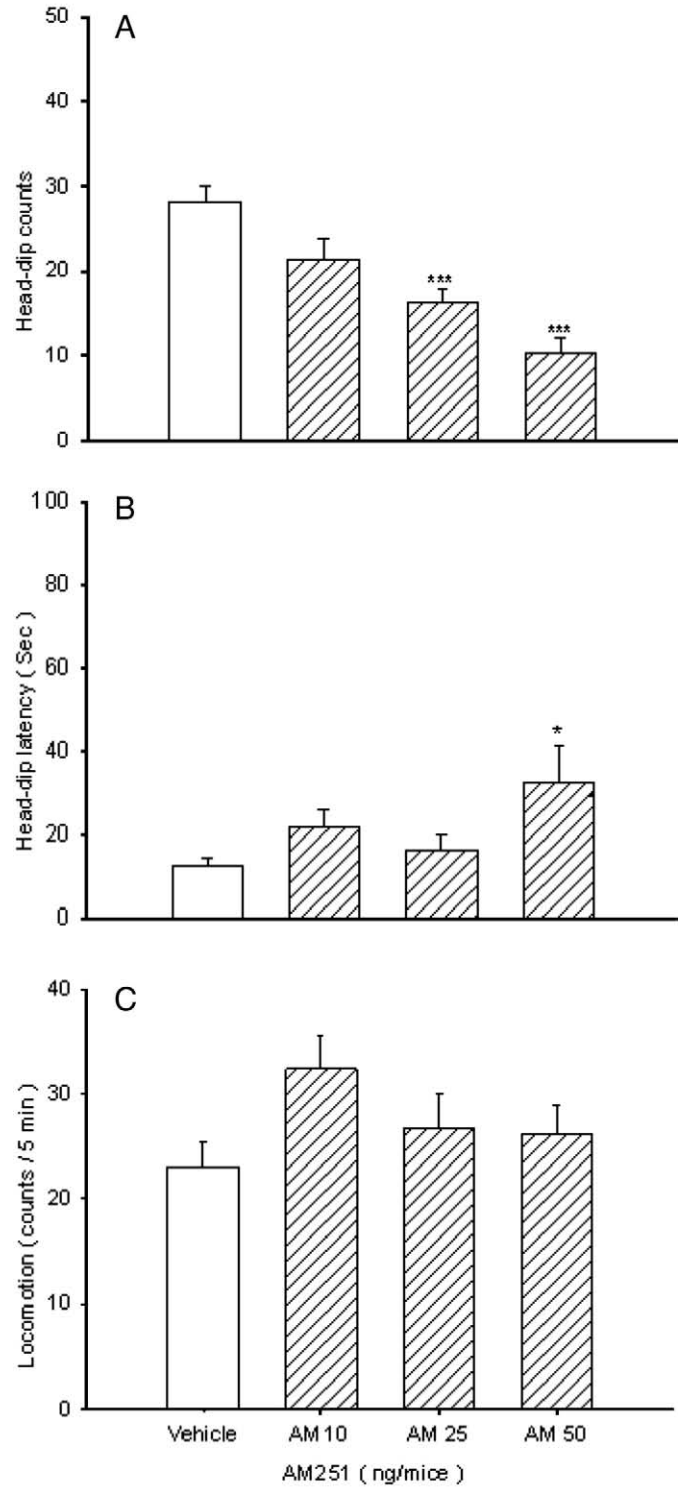 A
50
40
30
20
10
0
Head-dip counts
***
***
B
100
80
60
40
20
0
Head-dip latency ( Sec)
*
C
40
30
20
10
0
Locomotion ( counts / 5 min )
Vehicle AM 10 AM 25 AM 50
AM251 ( ng/mice )